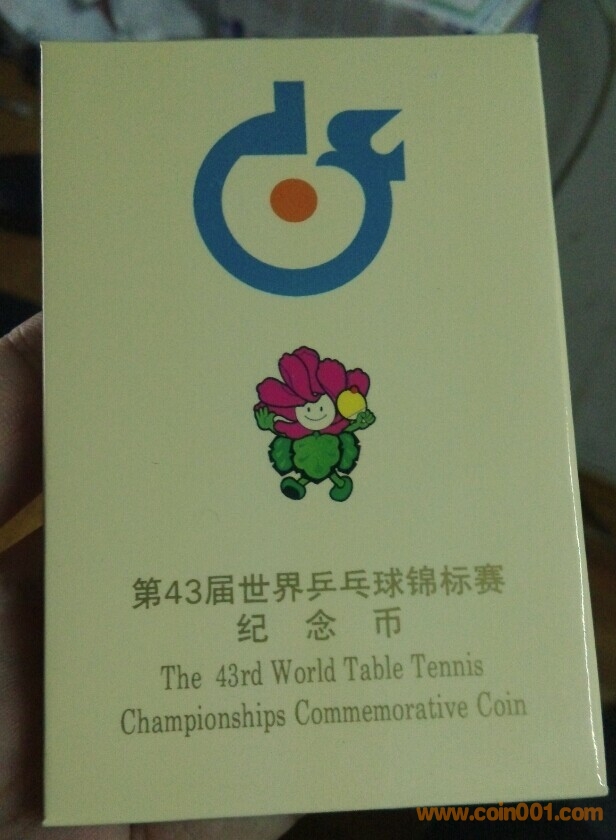 第43届世界乒乓球锦标赛
纪 念 币
The 43rd World Table Tennis
Championships Commemorative Coin
www.coin001.com